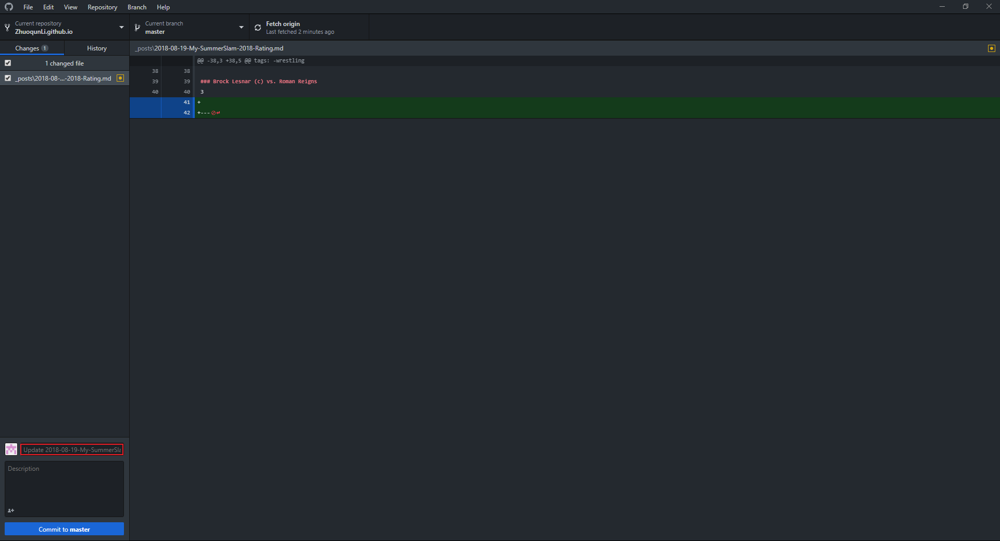 File Edit View Repository Branch Help
Current repository
ZhuoqunLi.github.io
Current branch
master
Fetch origin
Last fetched 2 minutes ago
Changes 1
History
_posts\2018-08-19-My-SummerSlam-2018-Rating.md
1 changed file
_posts\2018-08-...-2018-Rating.md
@@ -38,3 +38,5 @@ tags: -wrestling
38 38
39 39 ### Brock Lesnar (c) vs. Roman Reigns
40 40 3
41 +
42 +---
Update 2018-08-19-My-SummerSla
Description
Commit to master